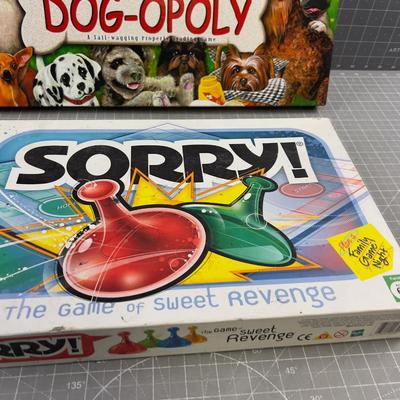 DOG-OPOLY
A Tail-wagging Property Trading Game
SORRY!®
The Game of Sweet Revenge
Family
Game
Night
SORRY!
The Game of Sweet
Revenge
CE
135°